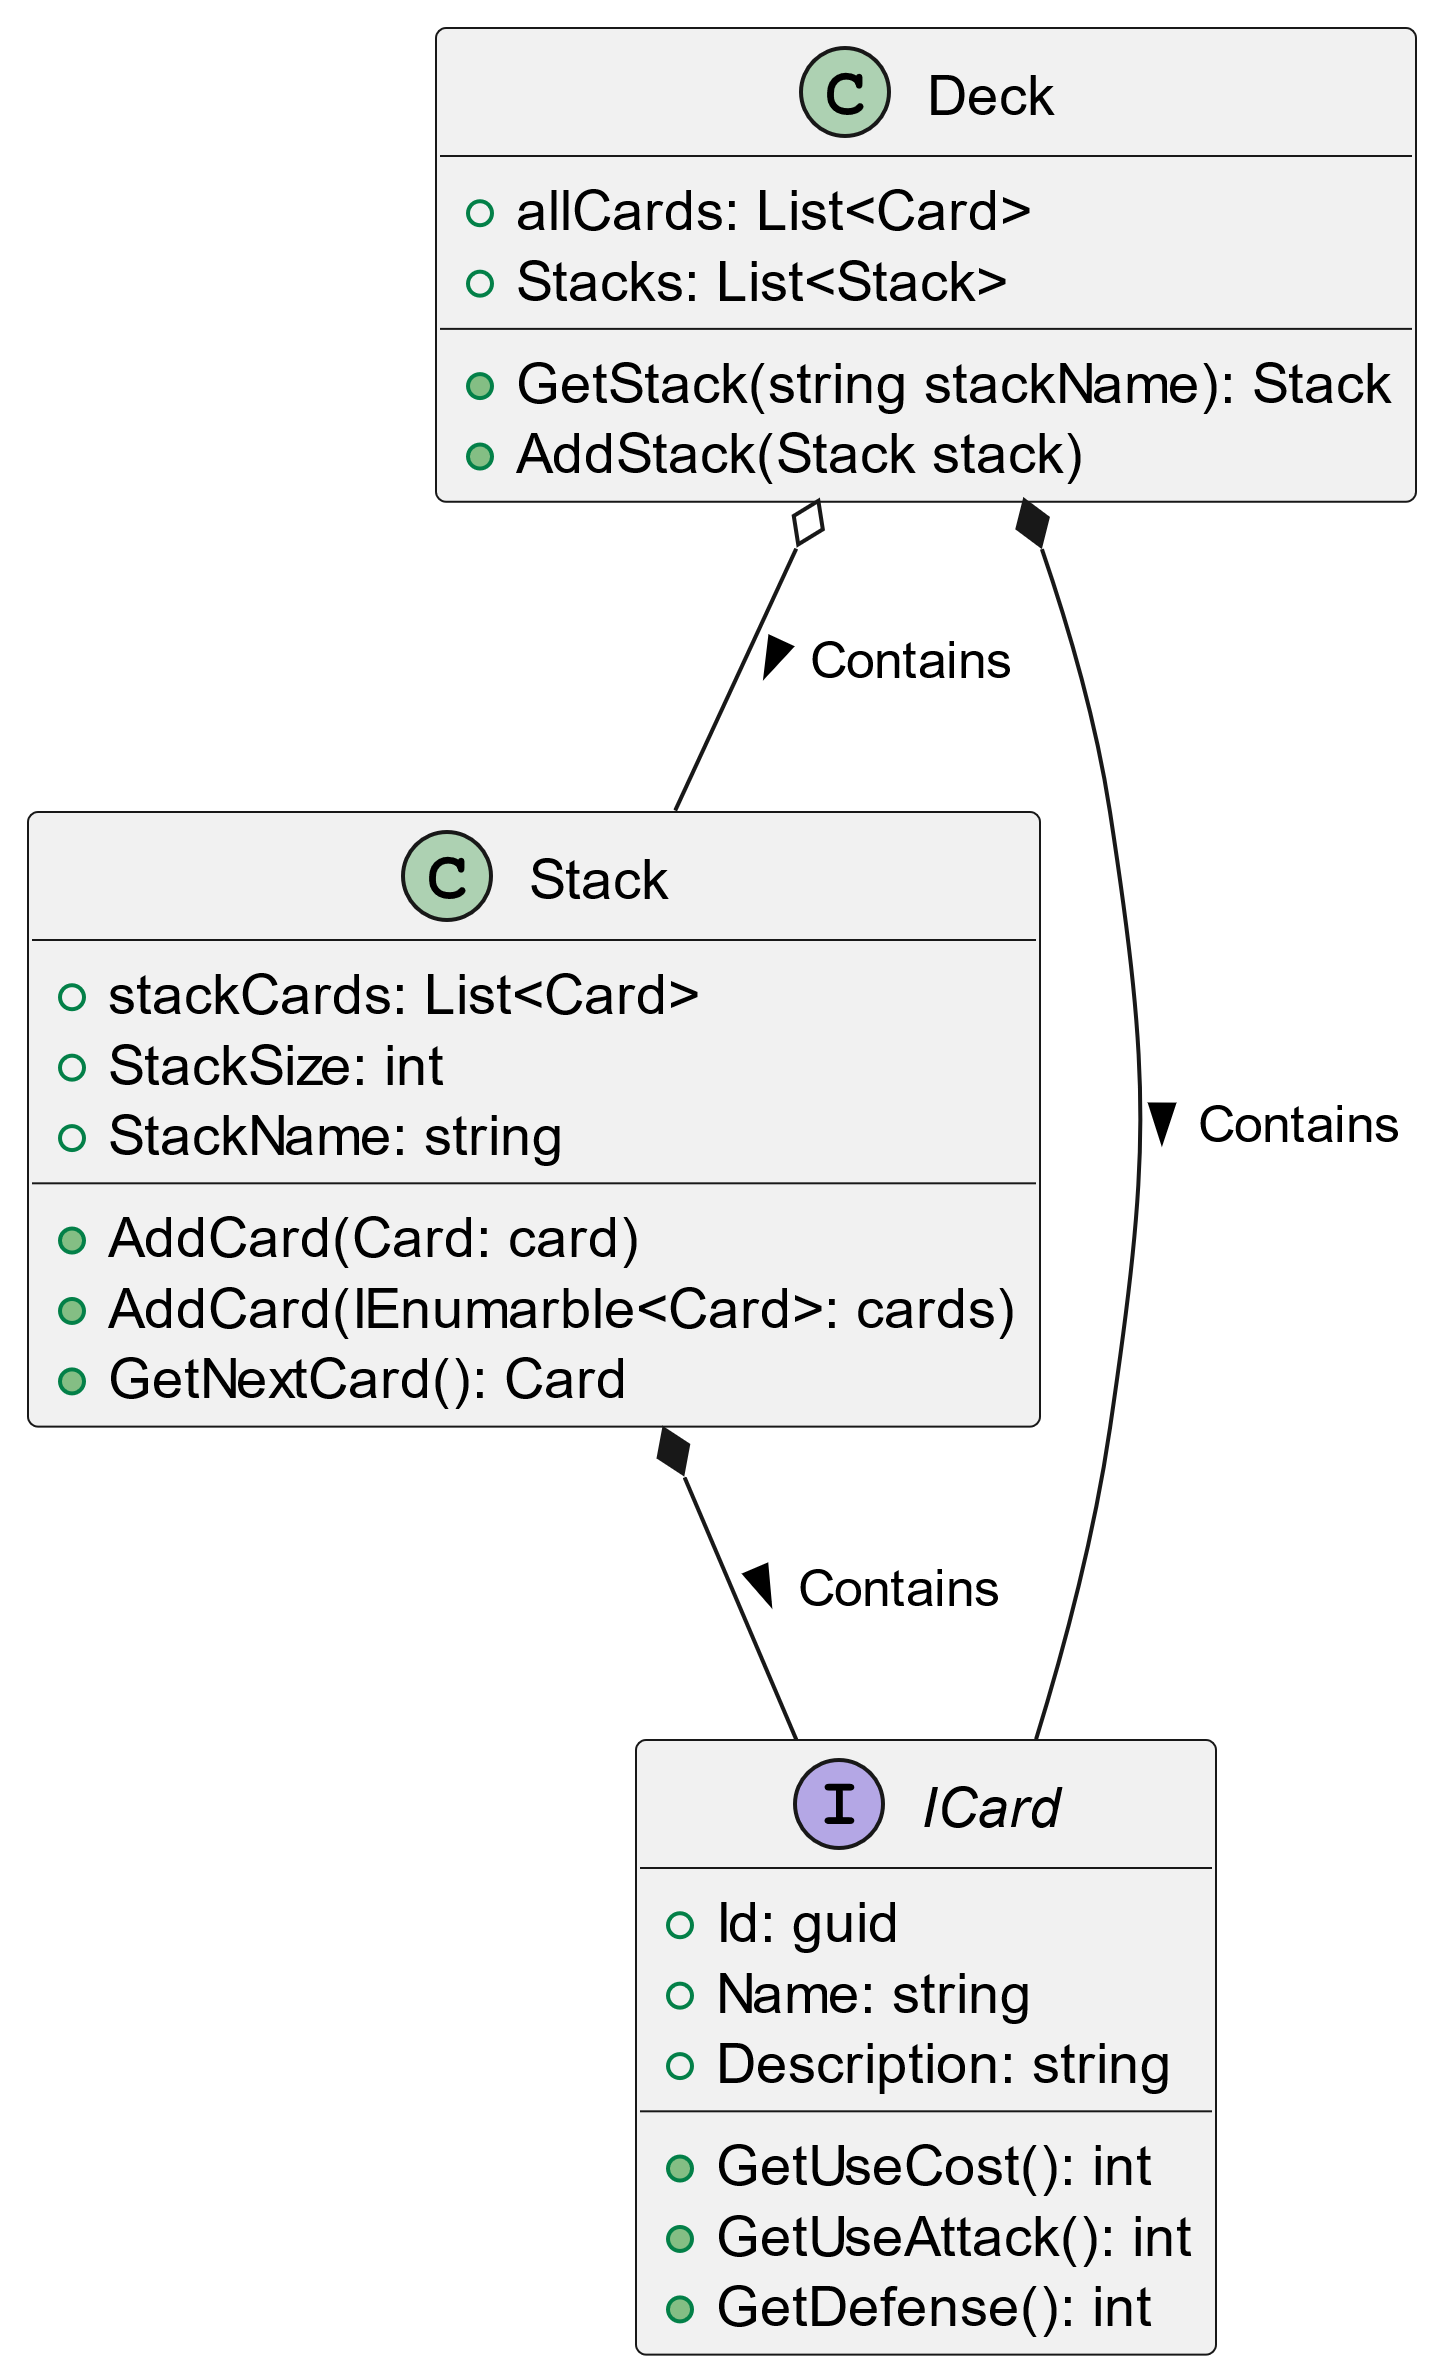 C Deck
allCards: List<Card>
Stacks: List<Stack>
GetStack(string stackName): Stack
AddStack(Stack stack)
Contains
C Stack
stackCards: List<Card>
StackSize: int
StackName: string
Contains
AddCard(Card: card)
AddCard(IEnumarble<Card>: cards)
GetNextCard(): Card
Contains
I ICard
Id: guid
Name: string
Description: string
GetUseCost(): int
GetUseAttack(): int
GetDefense(): int